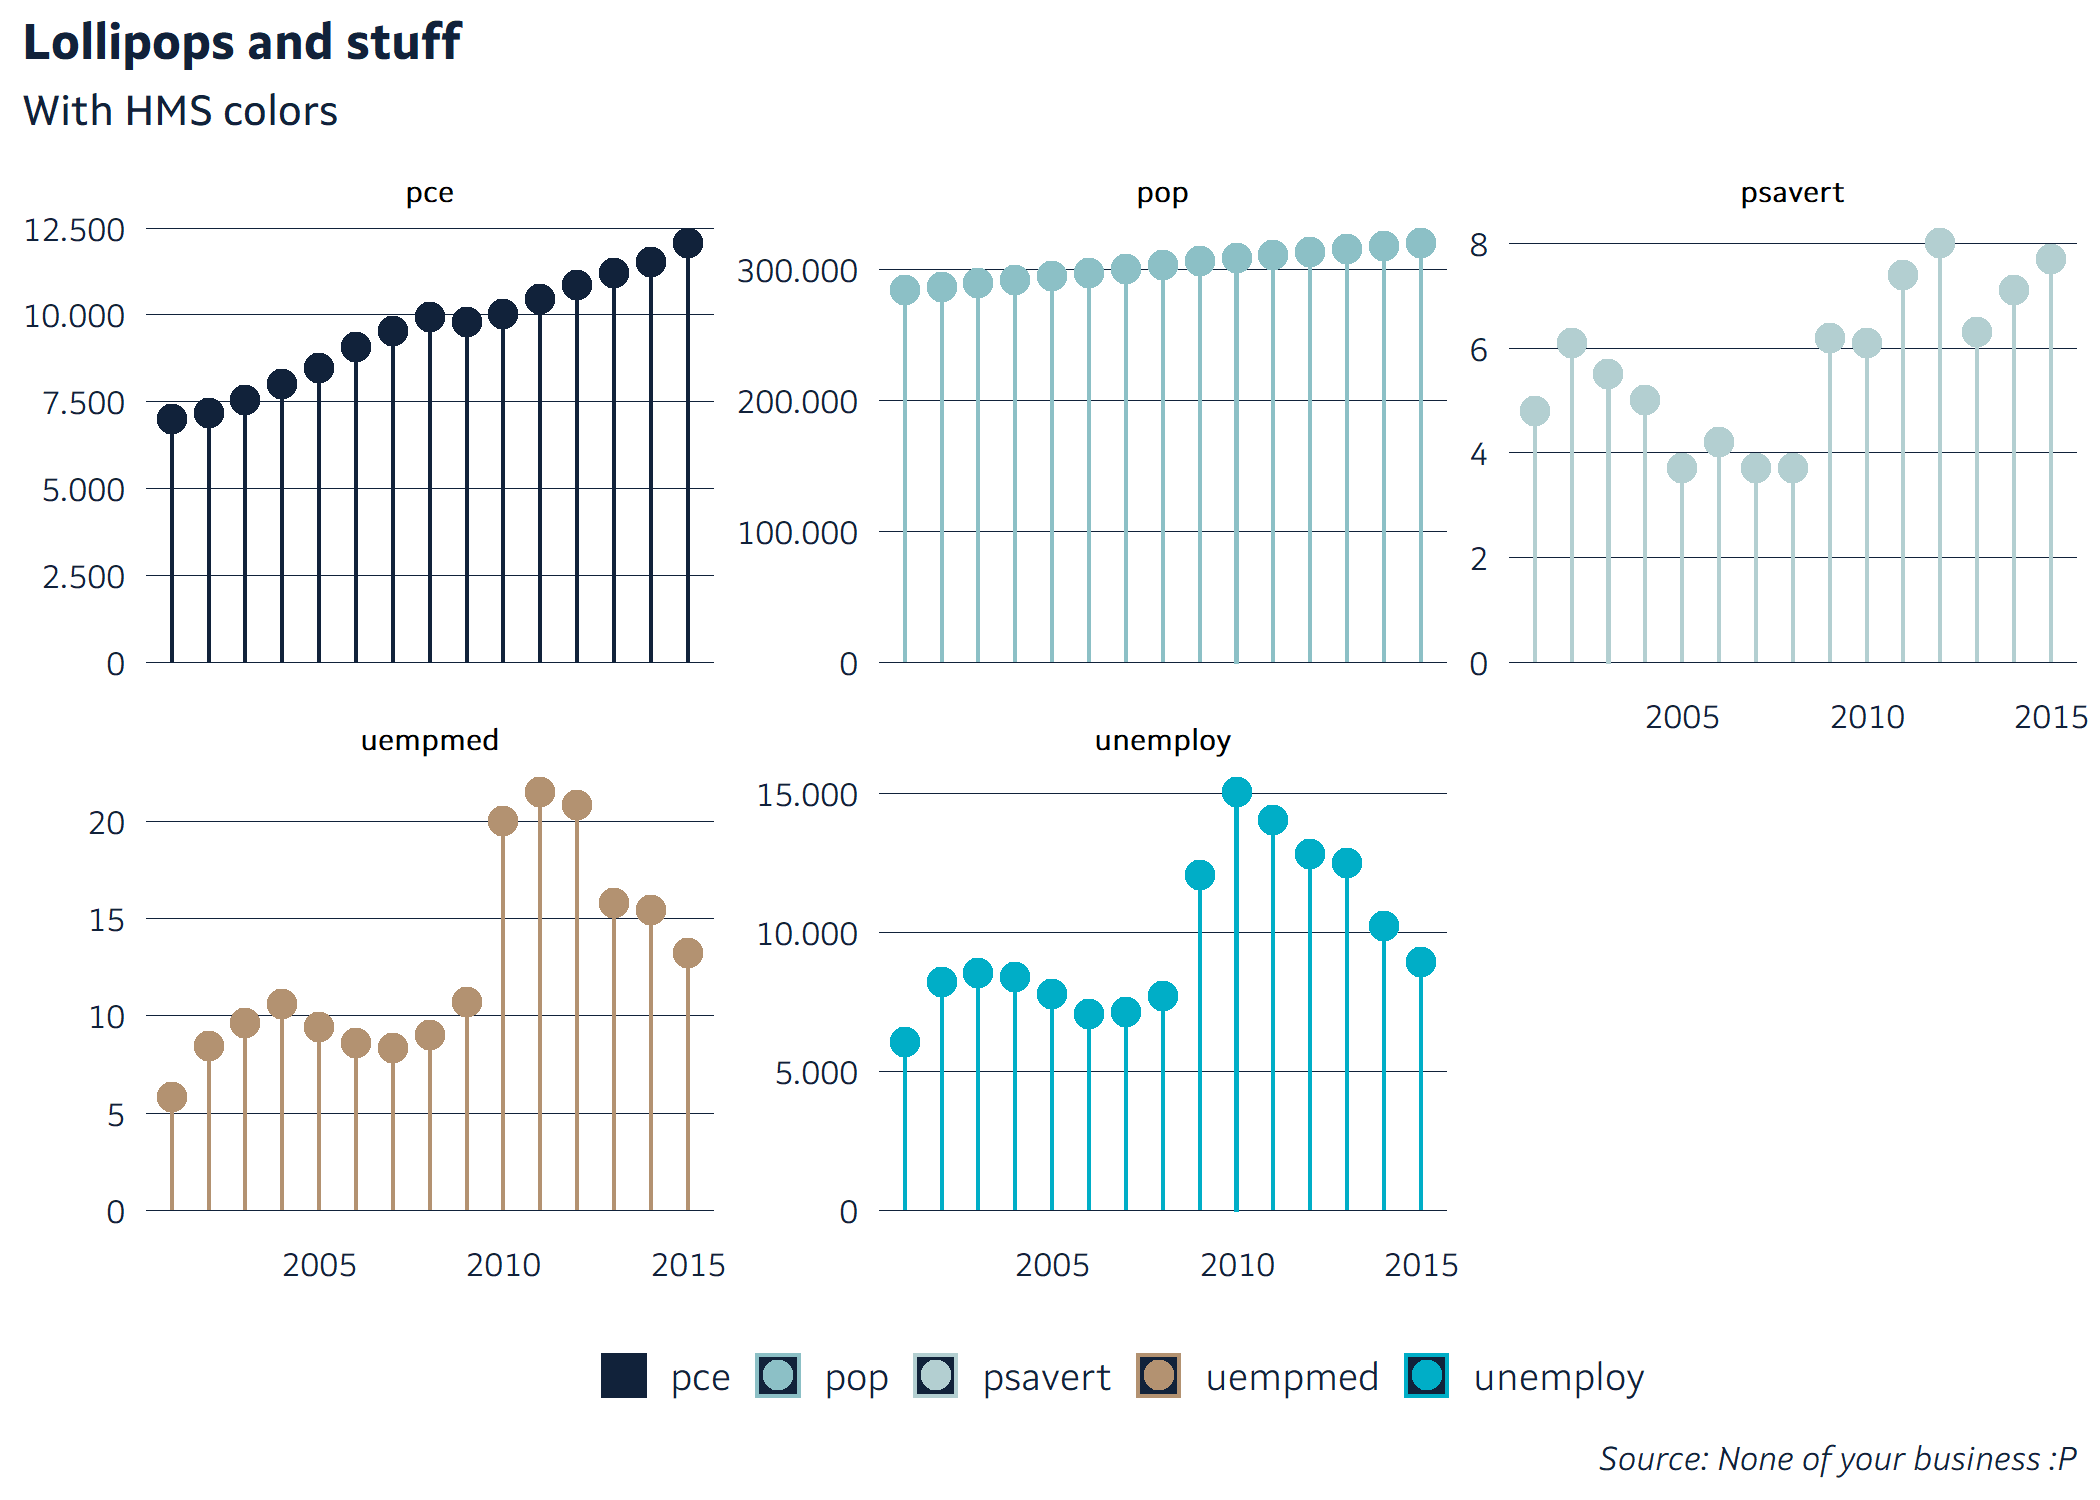 Lollipops and stuff
With HMS colors
pce
12.500
10.000
7.500
5.000
2.500
0
pop
300.000
200.000
100.000
0
psavert
8
6
4
2
0
2005 2010 2015
uempmed
20
15
10
5
0
2005 2010 2015
unemploy
15.000
10.000
5.000
0
2005 2010 2015
pce pop psavert uempmed unemploy
Source: None of your business :P